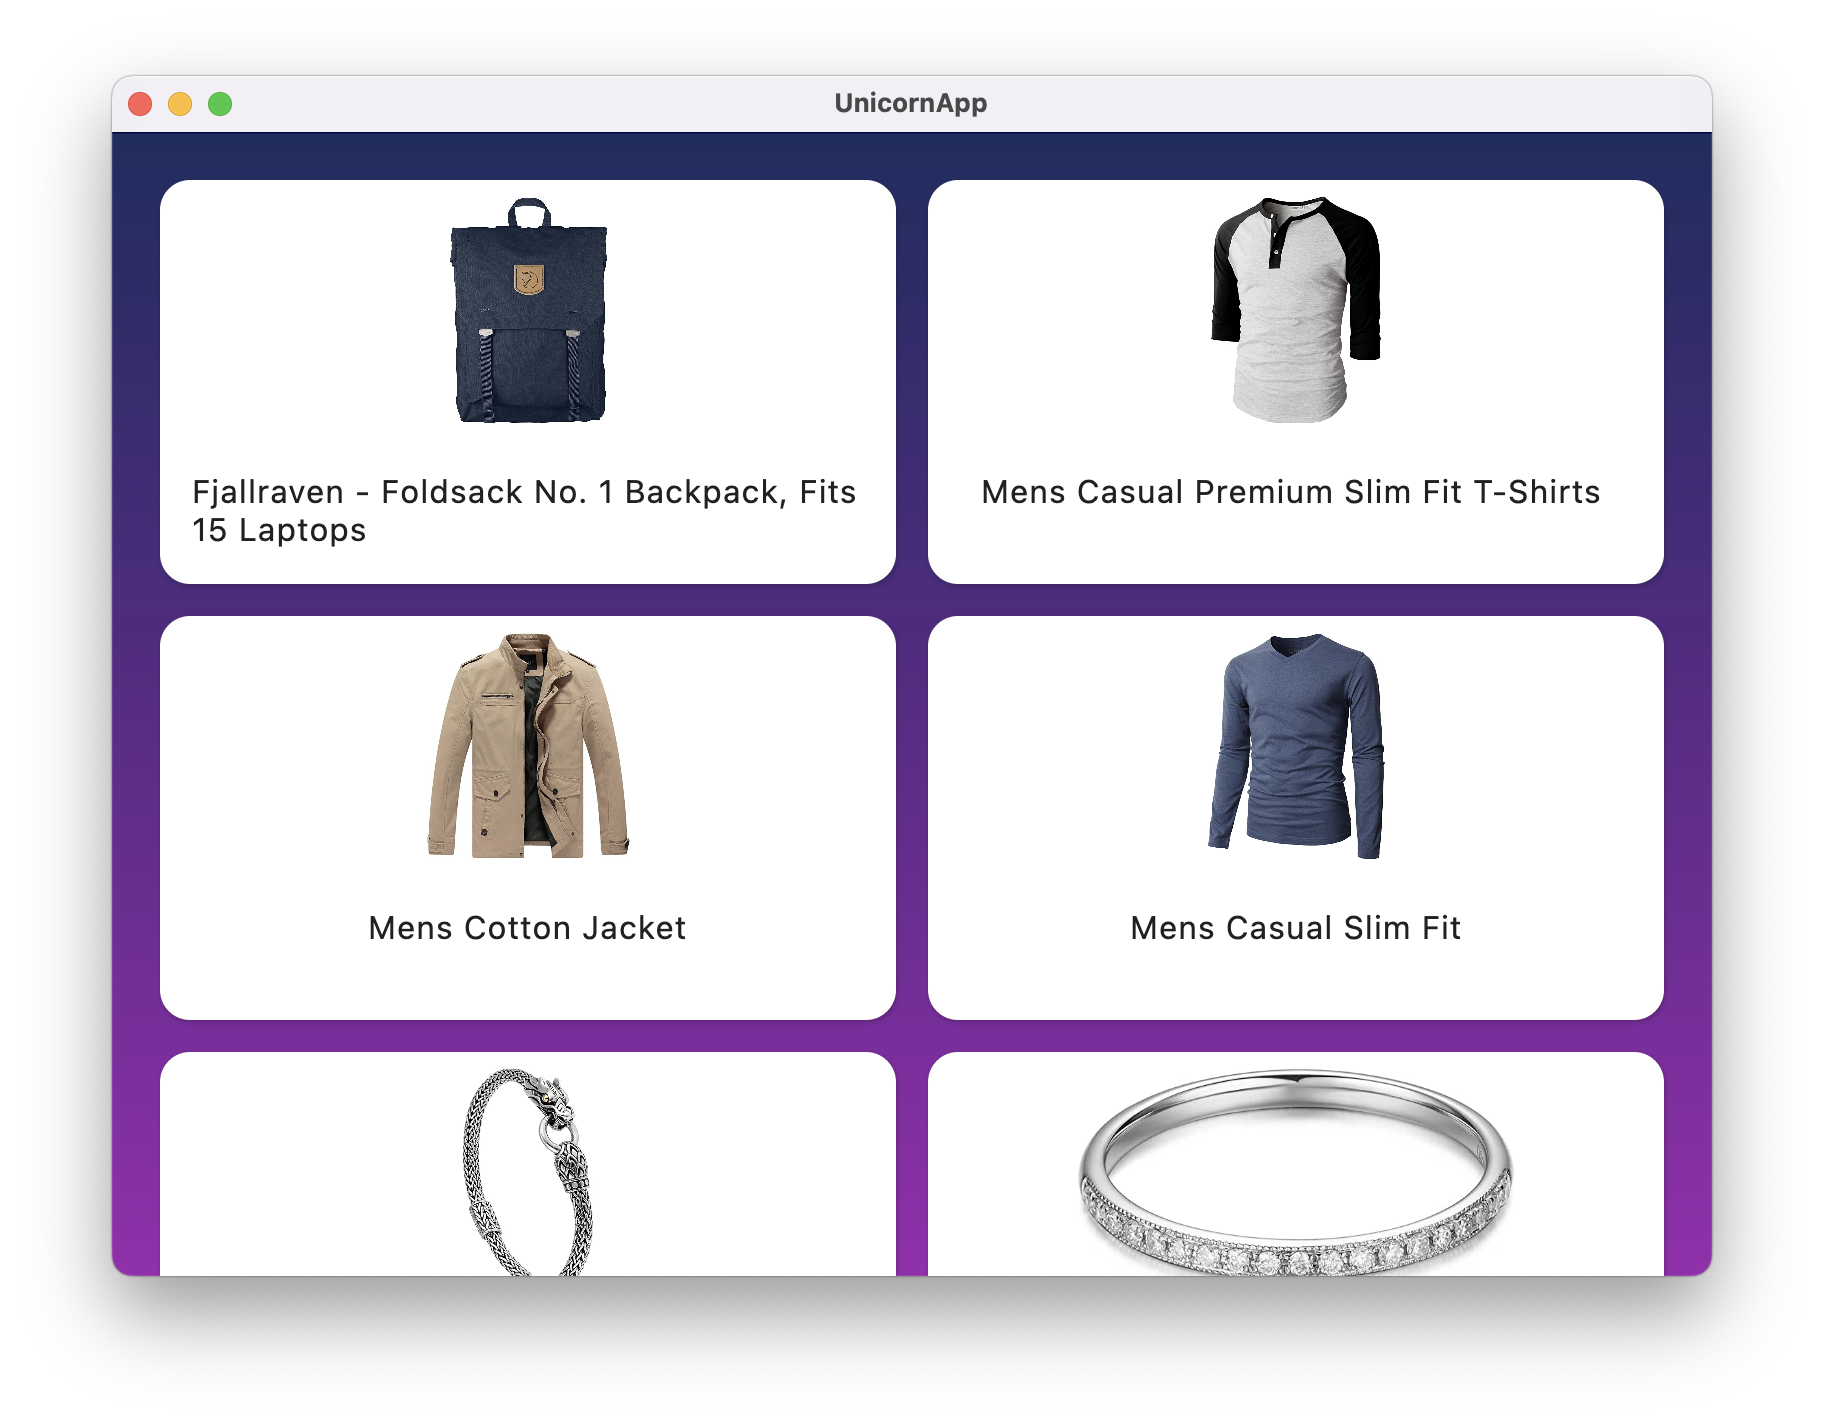 UnicornApp
Fjallraven - Foldsack No. 1 Backpack, Fits
15 Laptops
Mens Casual Premium Slim Fit T-Shirts
Mens Cotton Jacket
Mens Casual Slim Fit